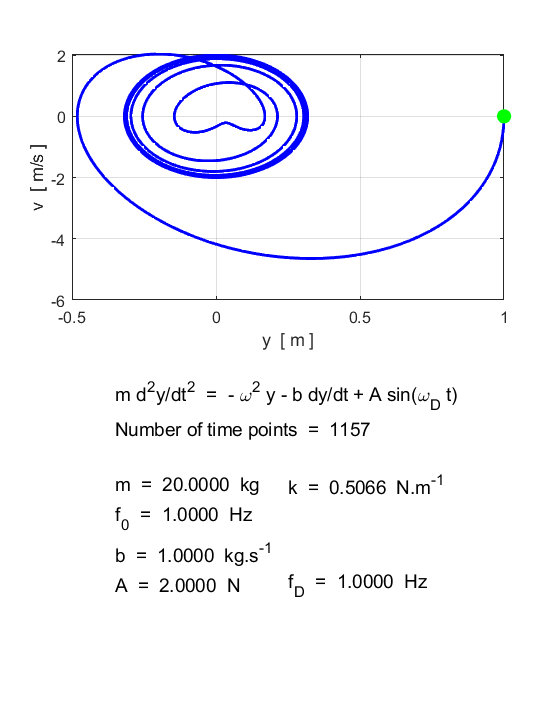 2
0
-2
-4
-6
v [ m/s ]
-0.5 0 0.5 1
y [ m ]
m d²y/dt² = - ω² y - b dy/dt + A sin(ω_D t)
Number of time points = 1157
m = 20.0000 kg k = 0.5066 N.m⁻¹
f₀ = 1.0000 Hz
b = 1.0000 kg.s⁻¹
A = 2.0000 N f_D = 1.0000 Hz